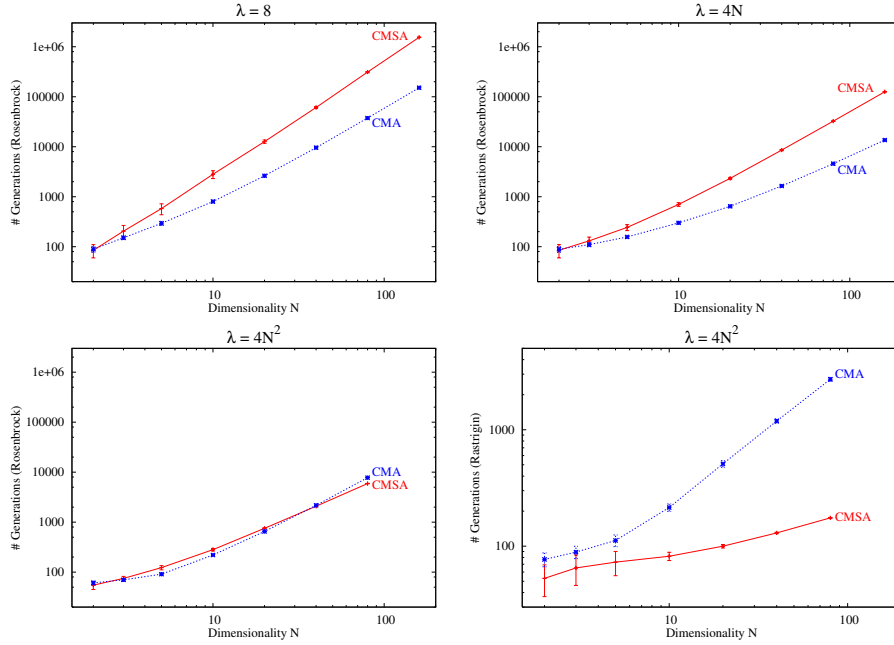 λ = 8
# Generations (Rosenbrock)
1e+06
100000
10000
1000
100
CMSA
CMA
10
100
Dimensionality N
λ = 4N
# Generations (Rosenbrock)
1e+06
100000
10000
1000
100
CMSA
CMA
10
100
Dimensionality N
λ = 4N²
# Generations (Rosenbrock)
1e+06
100000
10000
1000
100
CMA
CMSA
10
100
Dimensionality N
λ = 4N²
# Generations (Rastrigin)
1000
100
CMA
CMSA
10
100
Dimensionality N